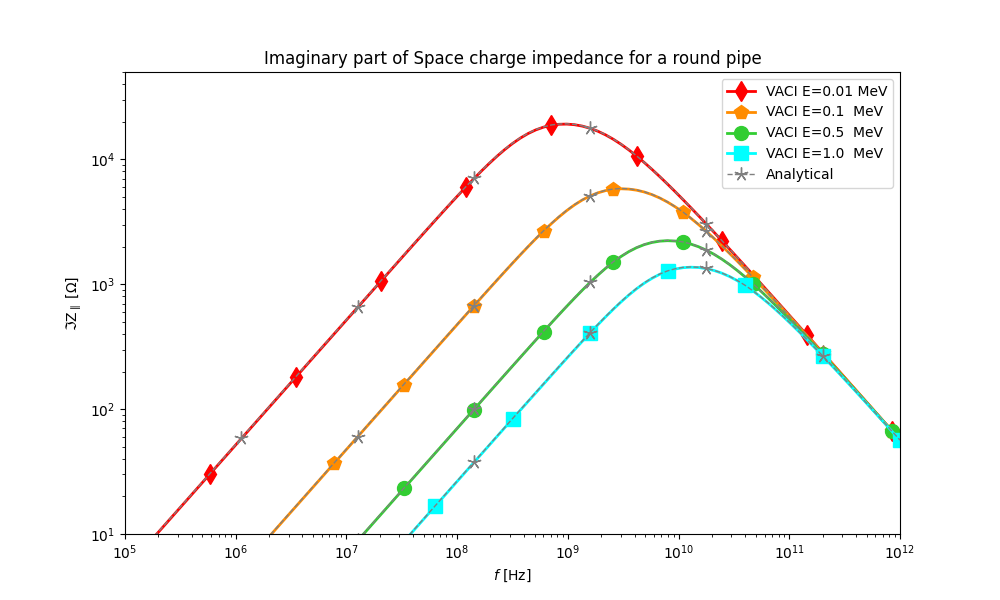 Imaginary part of Space charge impedance for a round pipe
VACI E=0.01 MeV
VACI E=0.1  MeV
VACI E=0.5  MeV
VACI E=1.0  MeV
Analytical
ℑZ∥ [Ω]
10⁴
10³
10²
10¹
10⁵ 10⁶ 10⁷ 10⁸ 10⁹ 10¹⁰ 10¹¹ 10¹²
f [Hz]